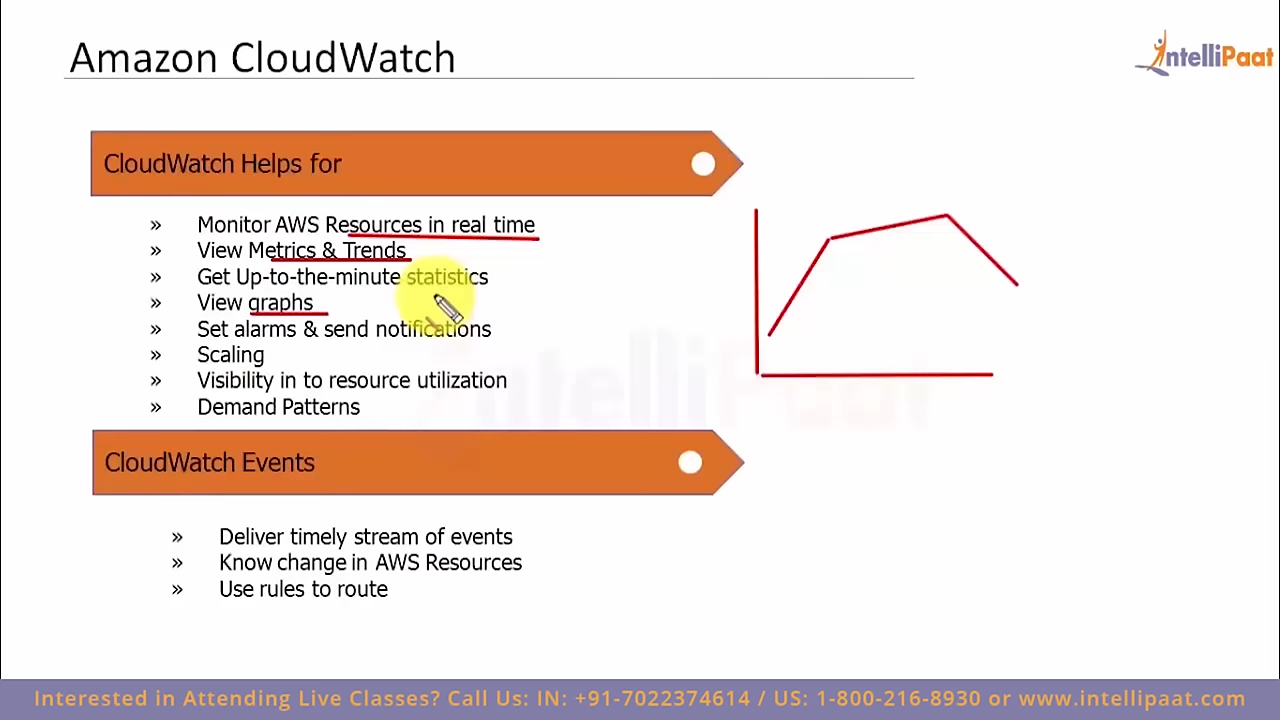 Amazon CloudWatch
IntelliPaat
CloudWatch Helps for
» Monitor AWS Resources in real time
» View Metrics & Trends
» Get Up-to-the-minute statistics
» View graphs
» Set alarms & send notifications
» Scaling
» Visibility in to resource utilization
» Demand Patterns
IntelliPaat
CloudWatch Events
» Deliver timely stream of events
» Know change in AWS Resources
» Use rules to route
Interested in Attending Live Classes? Call Us: IN: +91-7022374614 / US: 1-800-216-8930 or www.intellipaat.com